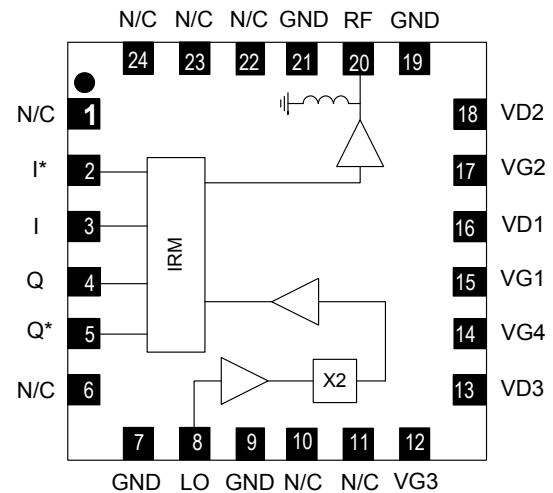 N/C N/C N/C GND RF GND
24 23 22 21 20 19
N/C 1 18 VD2
I* 2 17 VG2
I 3 16 VD1
IRM
Q 4 15 VG1
Q* 5 14 VG4
X2
N/C 6 13 VD3
7 8 9 10 11 12
GND LO GND N/C N/C VG3